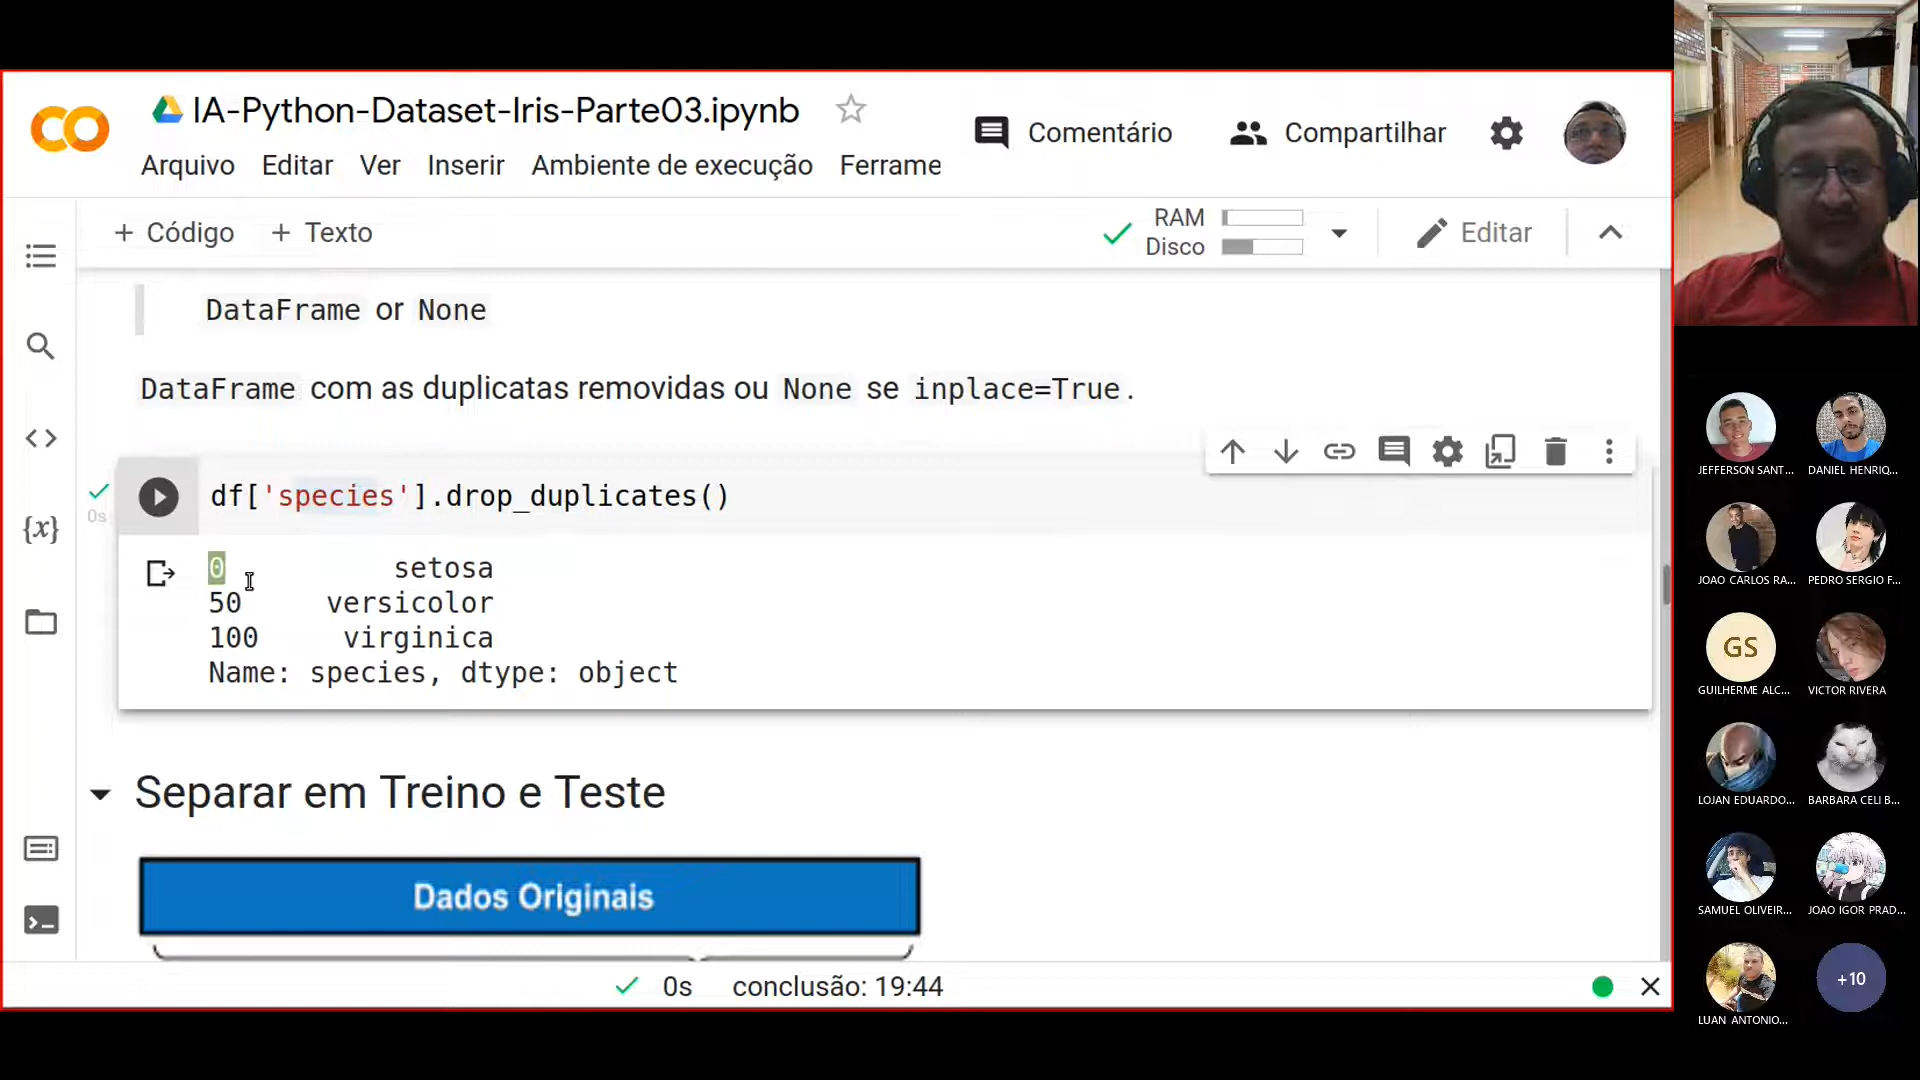 IA-Python-Dataset-Iris-Parte03.ipynb
Comentário
Compartilhar
Arquivo Editar Ver Inserir Ambiente de execução Ferrame
+ Código + Texto
RAM
Disco
Editar
DataFrame or None
DataFrame com as duplicatas removidas ou None se inplace=True.
0s
df['species'].drop_duplicates()
0 setosa
50 versicolor
100 virginica
Name: species, dtype: object
Separar em Treino e Teste
Dados Originais
0s conclusão: 19:44
JEFFERSON SANT... DANIEL HENRIQ...
JOAO CARLOS RA... PEDRO SERGIO F...
GS
GUILHERME ALC... VICTOR RIVERA
LOJAN EDUARDO... BARBARA CELI B...
SAMUEL OLIVEIR... JOAO IGOR PRAD...
+10
LUAN ANTONIO...